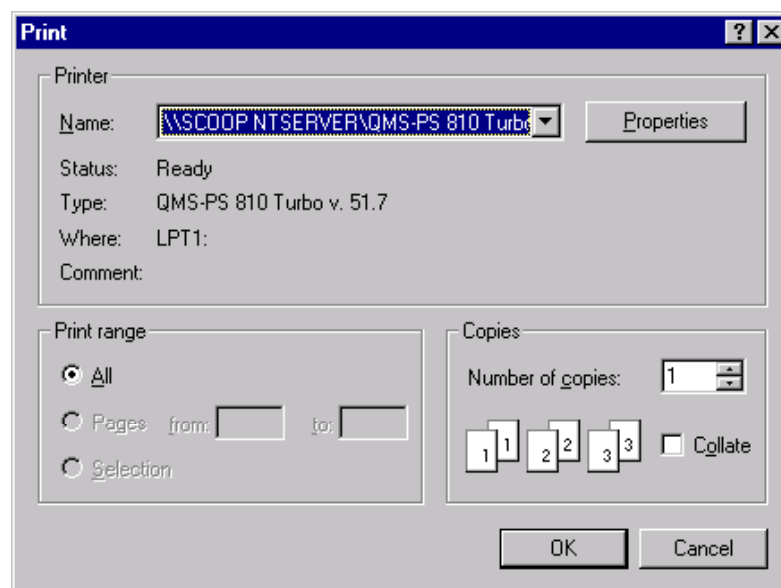 Print
Printer
Name: \\SCOOP NTSERVER\QMS-PS 810 Turbo Properties
Status: Ready
Type: QMS-PS 810 Turbo v. 51.7
Where: LPT1:
Comment:
Print range
All
Pages from: to:
Selection
Copies
Number of copies: 1
1 1 2 2 3 3 Collate
OK Cancel